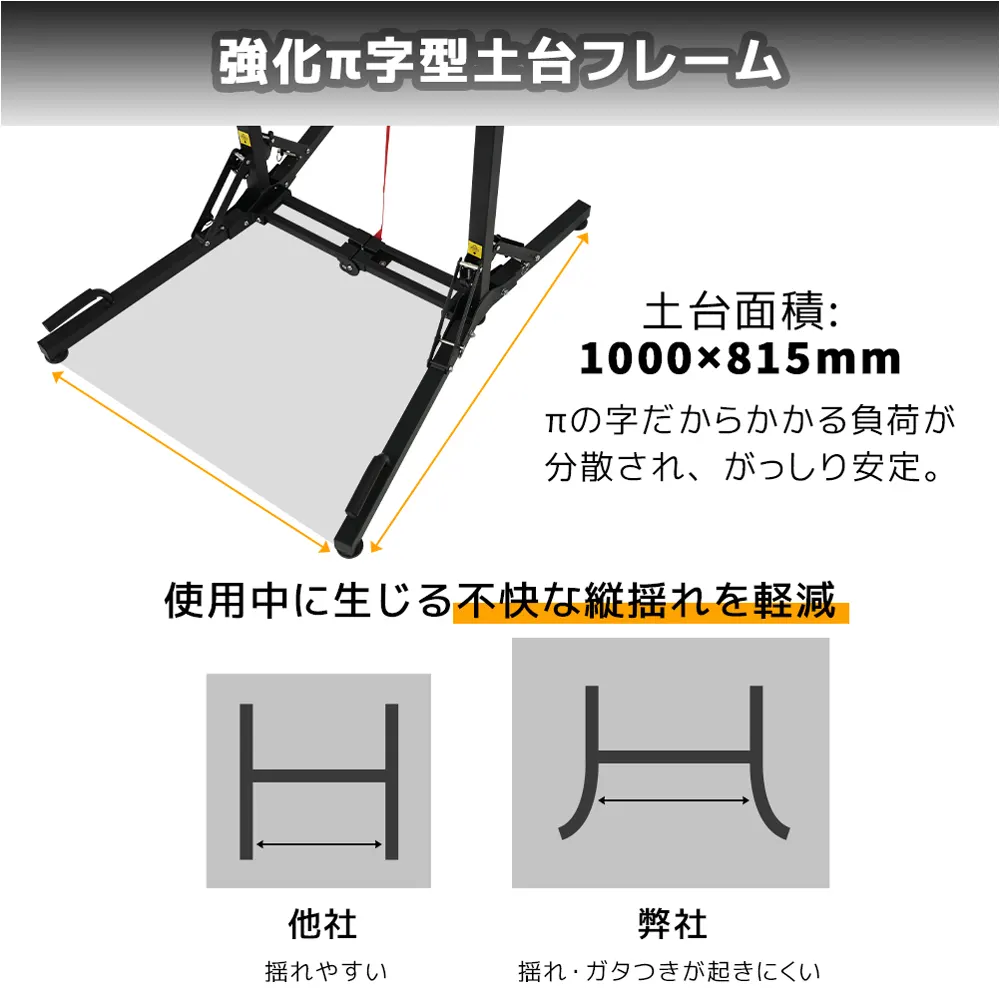 強化π字型土台フレーム
土台面積:
1000×815mm
πの字だからかかる負荷が
分散され、がっしり安定。
使用中に生じる不快な縦揺れを軽減
他社
弊社
揺れやすい
揺れ・ガタつきが起きにくい